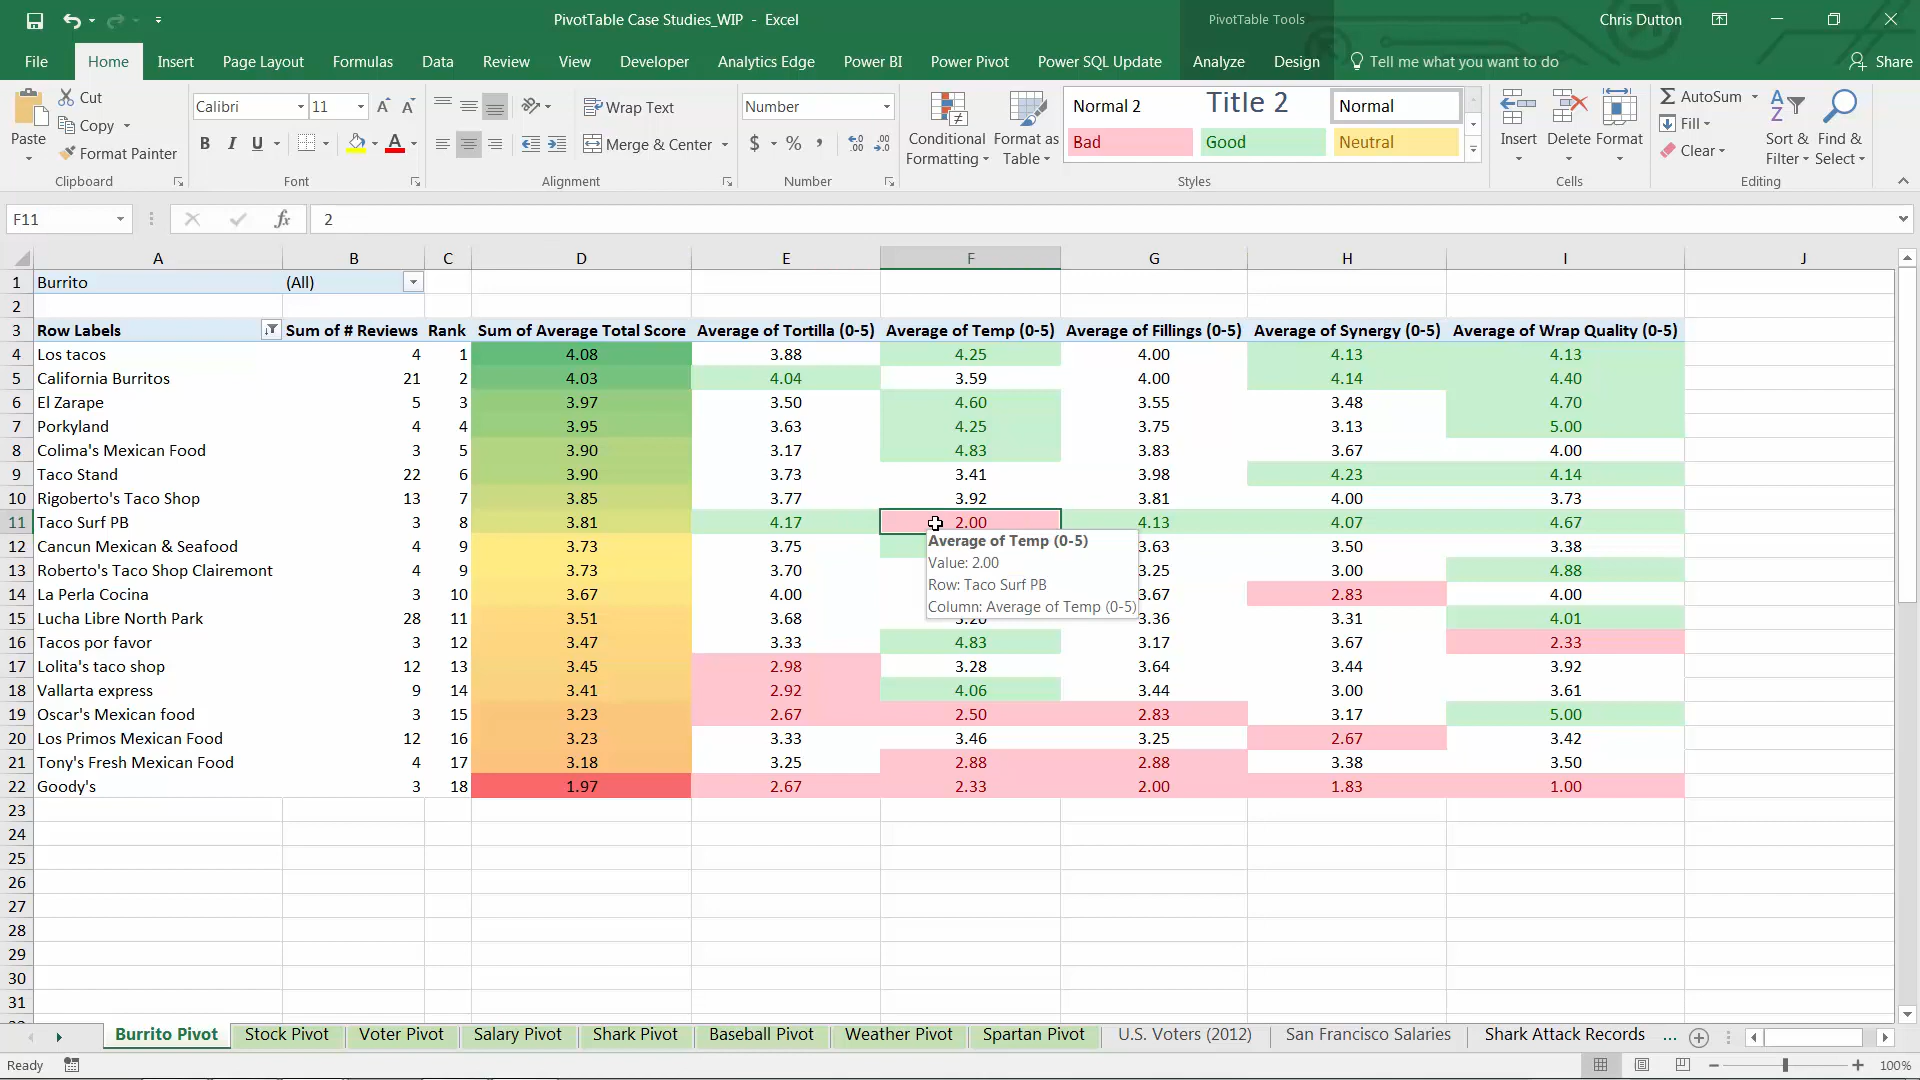 PivotTable Case Studies_WIP - Excel
PivotTable Tools
Chris Dutton
File Home Insert Page Layout Formulas Data Review View Developer Analytics Edge Power BI Power Pivot Power SQL Update Analyze Design Tell me what you want to do Share
Paste
Cut
Copy
Format Painter
Clipboard
Calibri 11
B I U
Font
Wrap Text
Merge & Center
Alignment
Number
$ % ,
Number
Conditional Formatting
Format as Table
Normal 2 Title 2 Normal
Bad Good Neutral
Styles
Insert Delete Format
Cells
AutoSum
Fill
Clear
Sort & Filter
Find & Select
Editing
F11 fx 2
A B C D E F G H I J
1 Burrito (All)
2
3 Row Labels Sum of # Reviews Rank Sum of Average Total Score Average of Tortilla (0-5) Average of Temp (0-5) Average of Fillings (0-5) Average of Synergy (0-5) Average of Wrap Quality (0-5)
4 Los tacos 4 1 4.08 3.88 4.25 4.00 4.13 4.13
5 California Burritos 21 2 4.03 4.04 3.59 4.00 4.14 4.40
6 El Zarape 5 3 3.97 3.50 4.60 3.55 3.48 4.70
7 Porkyland 4 4 3.95 3.63 4.25 3.75 3.13 5.00
8 Colima's Mexican Food 3 5 3.90 3.17 4.83 3.83 3.67 4.00
9 Taco Stand 22 6 3.90 3.73 3.41 3.98 4.23 4.14
10 Rigoberto's Taco Shop 13 7 3.85 3.77 3.92 3.81 4.00 3.73
11 Taco Surf PB 3 8 3.81 4.17 2.00 4.13 4.07 4.67
12 Cancun Mexican & Seafood 4 9 3.73 3.75 3.63 3.50 3.38
13 Roberto's Taco Shop Clairemont 4 9 3.73 3.70 3.25 3.00 4.88
14 La Perla Cocina 3 10 3.67 4.00 3.67 2.83 4.00
15 Lucha Libre North Park 28 11 3.51 3.68 3.36 3.31 4.01
16 Tacos por favor 3 12 3.47 3.33 4.83 3.17 3.67 2.33
17 Lolita's taco shop 12 13 3.45 2.98 3.28 3.64 3.44 3.92
18 Vallarta express 9 14 3.41 2.92 4.06 3.44 3.00 3.61
19 Oscar's Mexican food 3 15 3.23 2.67 2.50 2.83 3.17 5.00
20 Los Primos Mexican Food 12 16 3.23 3.33 3.46 3.25 2.67 3.42
21 Tony's Fresh Mexican Food 4 17 3.18 3.25 2.88 2.88 3.38 3.50
22 Goody's 3 18 1.97 2.67 2.33 2.00 1.83 1.00
23
24
25
26
27
28
29
30
31
Average of Temp (0-5)
Value: 2.00
Row: Taco Surf PB
Column: Average of Temp (0-5)
Burrito Pivot Stock Pivot Voter Pivot Salary Pivot Shark Pivot Baseball Pivot Weather Pivot Spartan Pivot U.S. Voters (2012) San Francisco Salaries Shark Attack Records ...
Ready 100%